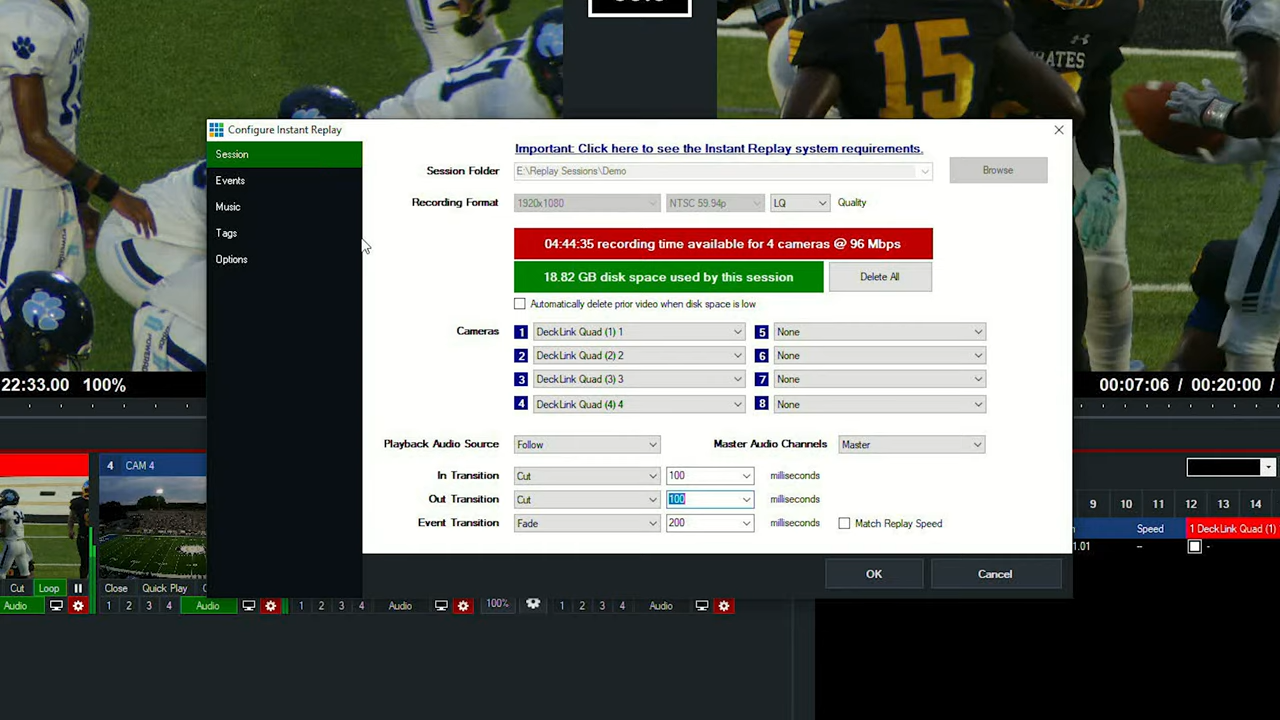 15
RATES
Configure Instant Replay
Session
Events
Music
Tags
Options
Important: Click here to see the Instant Replay system requirements.
Session Folder E:\Replay Sessions\Demo Browse
Recording Format 1920x1080 NTSC 59.94p LQ Quality
04:44:35 recording time available for 4 cameras @ 96 Mbps
18.82 GB disk space used by this session Delete All
Automatically delete prior video when disk space is low
Cameras 1 DeckLink Quad (1) 1 5 None
2 DeckLink Quad (2) 2 6 None
3 DeckLink Quad (3) 3 7 None
4 DeckLink Quad (4) 4 8 None
Playback Audio Source Follow Master Audio Channels Master
In Transition Cut 100 milliseconds
Out Transition Cut 100 milliseconds
Event Transition Fade 200 milliseconds Match Replay Speed
OK Cancel
22:33.00 100%
00:07:06 / 00:20:00 /
4 CAM 4
9 10 11 12 13 14
Speed 1 DeckLink Quad (1)
1.01 – -
Cut Loop Close Quick Play
Audio 1 2 3 4 Audio 1 2 3 4 Audio 100% 1 2 3 4 Audio